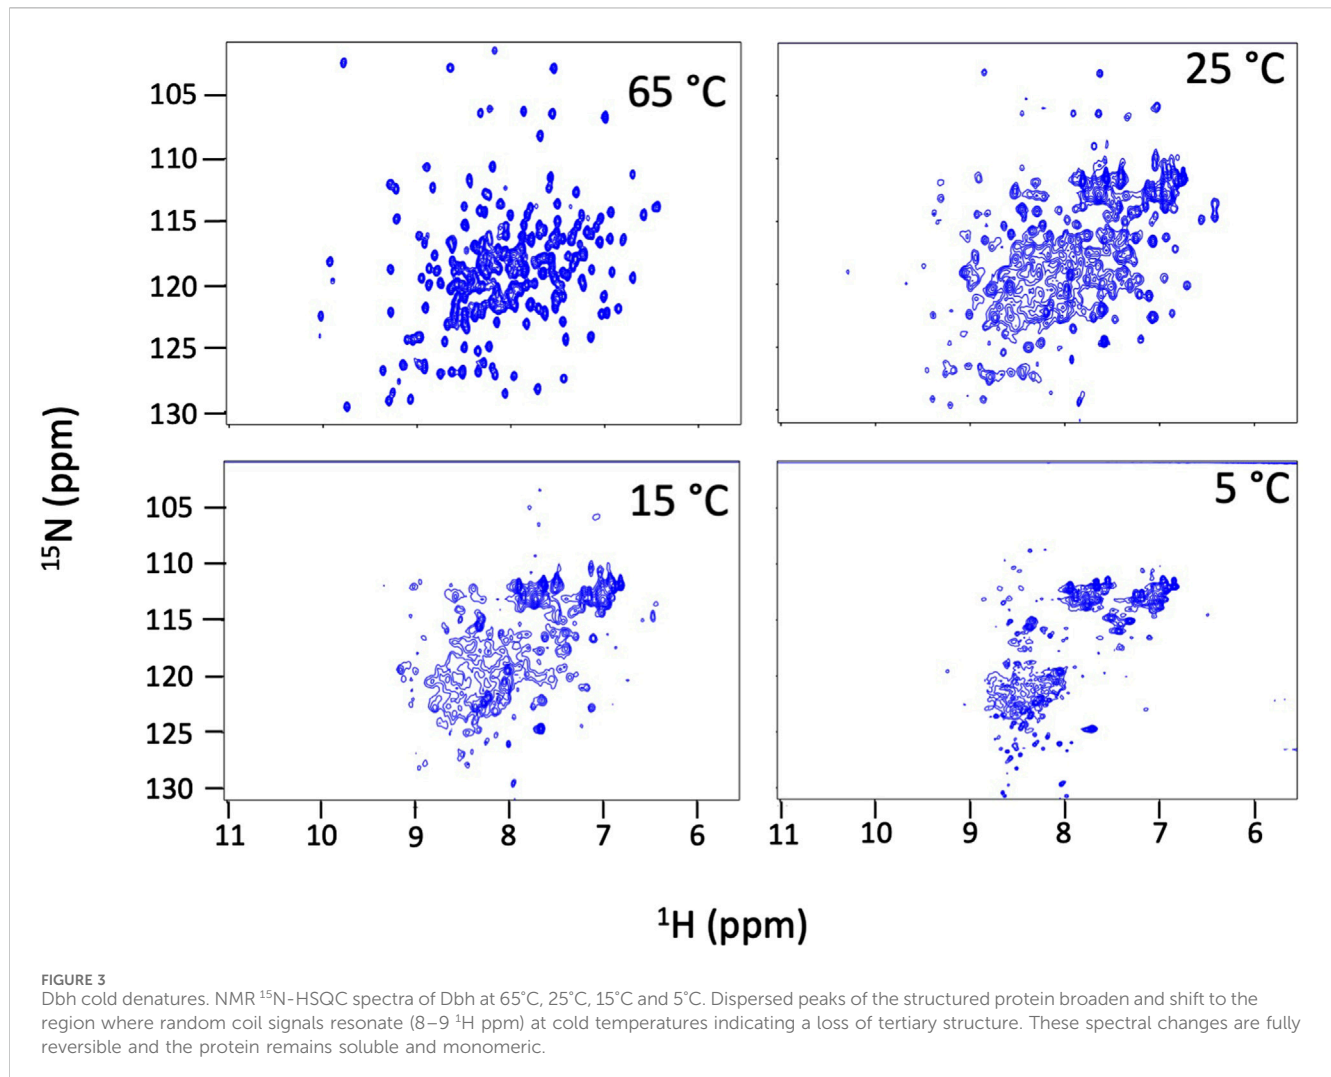 65 °C
25 °C
105
110
115
120
125
130
15 °C
5 °C
105
110
115
120
125
130
11 10 9 8 7 6
11 10 9 8 7 6
¹⁵N (ppm)
¹H (ppm)
FIGURE 3
Dbh cold denatures. NMR ¹⁵N-HSQC spectra of Dbh at 65°C, 25°C, 15°C and 5°C. Dispersed peaks of the structured protein broaden and shift to the
region where random coil signals resonate (8–9 ¹H ppm) at cold temperatures indicating a loss of tertiary structure. These spectral changes are fully
reversible and the protein remains soluble and monomeric.